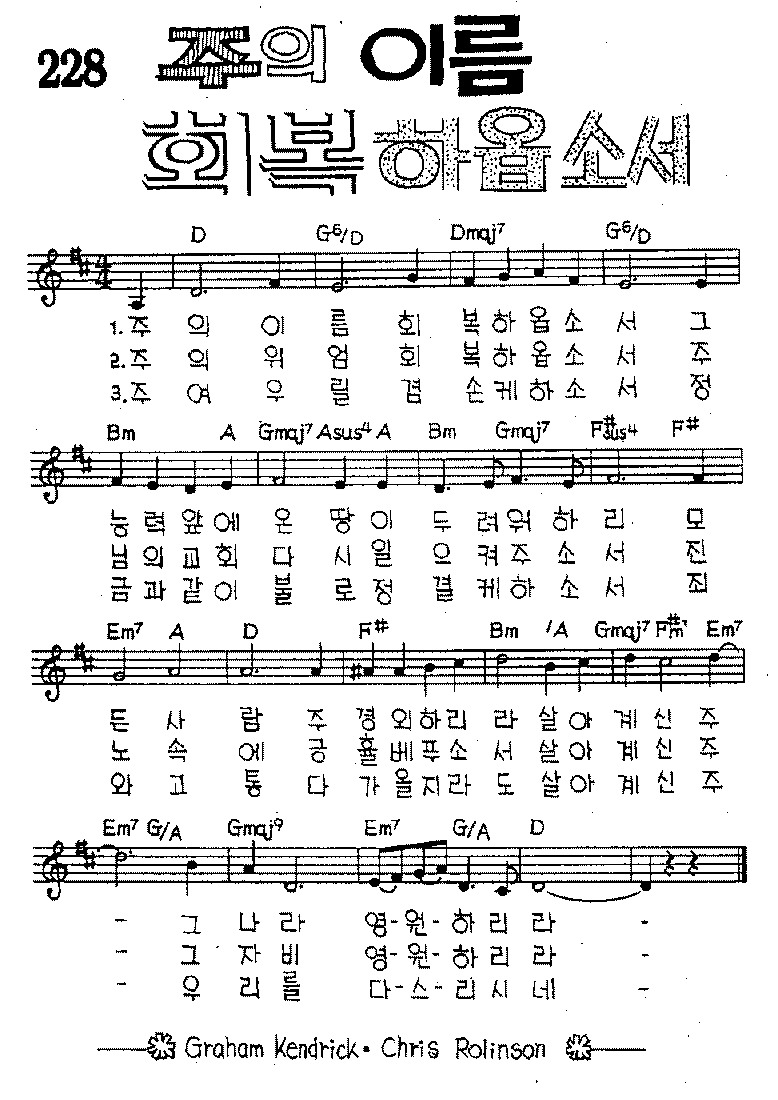 228 주의 이름
회복하옵소서
D G6/D Dmaj7 G6/D
1. 주 의 이 름 회 복 하 옵 소 서 그
2. 주 의 위 엄 회 복 하 옵 소 서 주
3. 주 여 우 릴 겸 손 케 하 소 서 정
Bm A Gmaj7 Asus4 A Bm Gmaj7 F#sus4 F#
능 력 앞 에 온 땅 이 두 려 워 하 리 모
님 의 교 회 다 시 일 으 켜 주 소 서 진
금 과 같 이 불 로 정 결 케 하 소 서 죄
Em7 A D F# Bm /A Gmaj7 F#m7 Em7
든 사 람 주 경 외 하 리 라 살 아 계 신 주
노 속 에 긍 휼 베 푸 소 서 살 아 계 신 주
와 고 통 다 가 올 지 라 도 살 아 계 신 주
Em7 G/A Gmaj9 Em7 G/A D
- 그 나 라 영 - 원 - 하 리 라 -
- 그 자 비 영 - 원 - 하 리 라 -
- 우 리 를 다 - 스 - 리 시 네 -
Graham Kendrick · Chris Rolinson